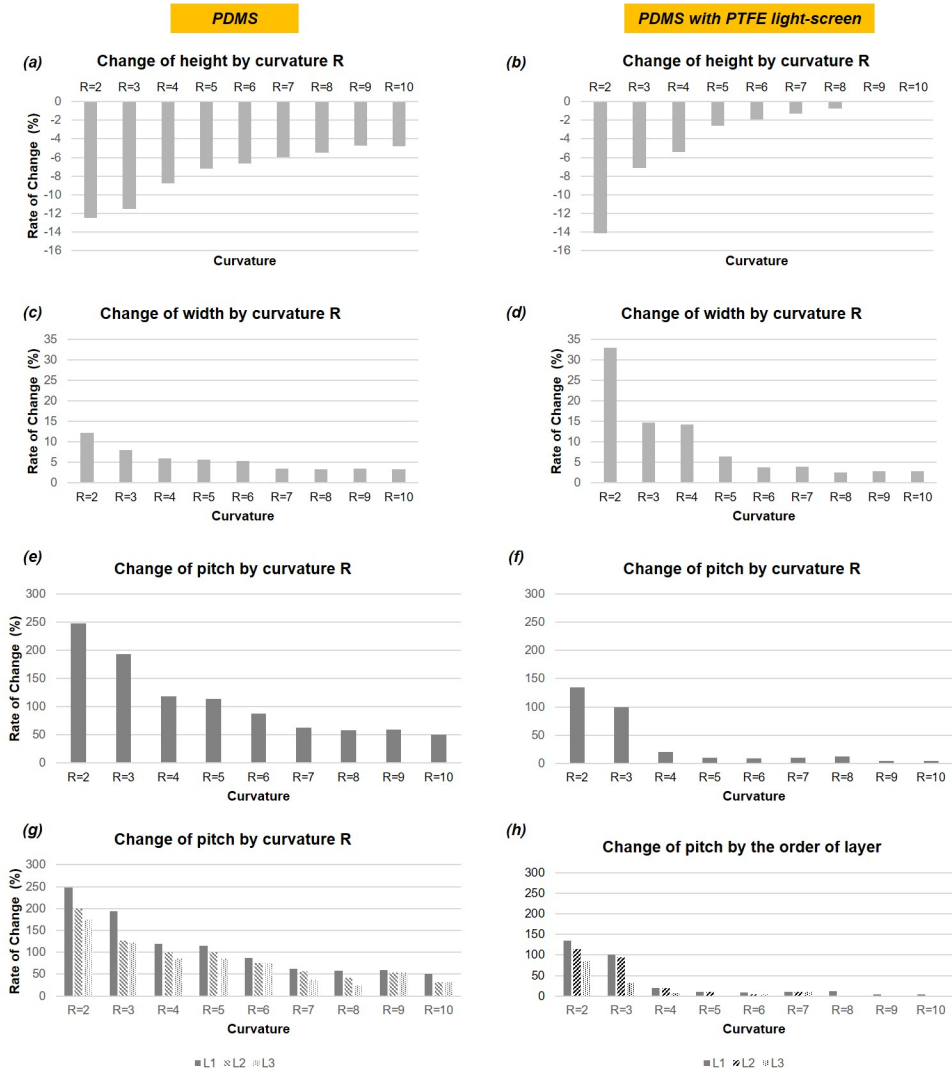 PDMS
PDMS with PTFE light-screen
(a)
Change of height by curvature R
R=2 R=3 R=4 R=5 R=6 R=7 R=8 R=9 R=10
0
-2
-4
-6
-8
-10
-12
-14
-16
Rate of Change (%)
Curvature
(b)
Change of height by curvature R
R=2 R=3 R=4 R=5 R=6 R=7 R=8 R=9 R=10
0
-2
-4
-6
-8
-10
-12
-14
-16
Curvature
(c)
Change of width by curvature R
35
30
25
20
15
10
5
0
Rate of Change (%)
R=2 R=3 R=4 R=5 R=6 R=7 R=8 R=9 R=10
Curvature
(d)
Change of width by curvature R
35
30
25
20
15
10
5
0
Rate of Change (%)
R=2 R=3 R=4 R=5 R=6 R=7 R=8 R=9 R=10
Curvature
(e)
Change of pitch by curvature R
300
250
200
150
100
50
0
Rate of Change (%)
R=2 R=3 R=4 R=5 R=6 R=7 R=8 R=9 R=10
Curvature
(f)
Change of pitch by curvature R
300
250
200
150
100
50
0
R=2 R=3 R=4 R=5 R=6 R=7 R=8 R=9 R=10
Curvature
(g)
Change of pitch by curvature R
300
250
200
150
100
50
0
Rate of Change (%)
R=2 R=3 R=4 R=5 R=6 R=7 R=8 R=9 R=10
Curvature
L1 L2 L3
(h)
Change of pitch by the order of layer
300
250
200
150
100
50
0
R=2 R=3 R=4 R=5 R=6 R=7 R=8 R=9 R=10
Curvature
L1 L2 L3